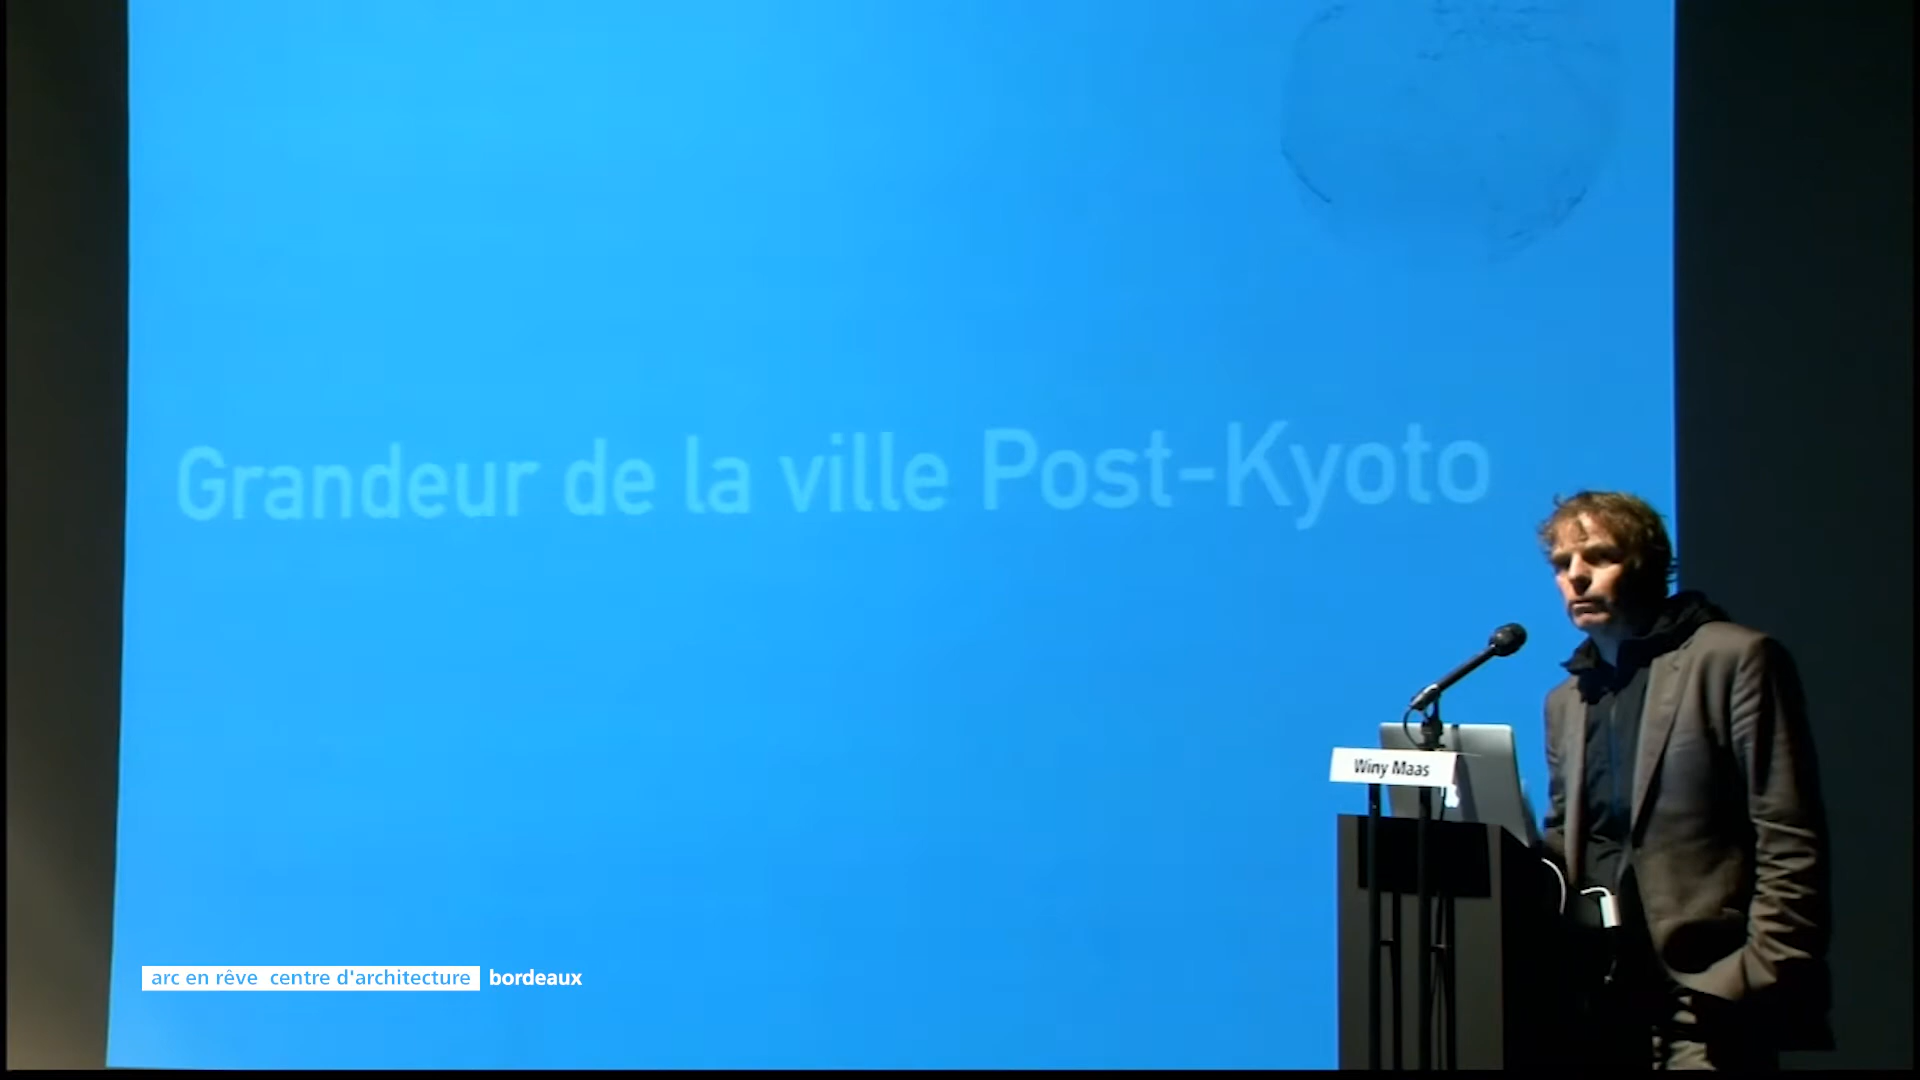 Grandeur de la ville Post-Kyoto
Winy Maas
arc en rêve centre d'architecture bordeaux